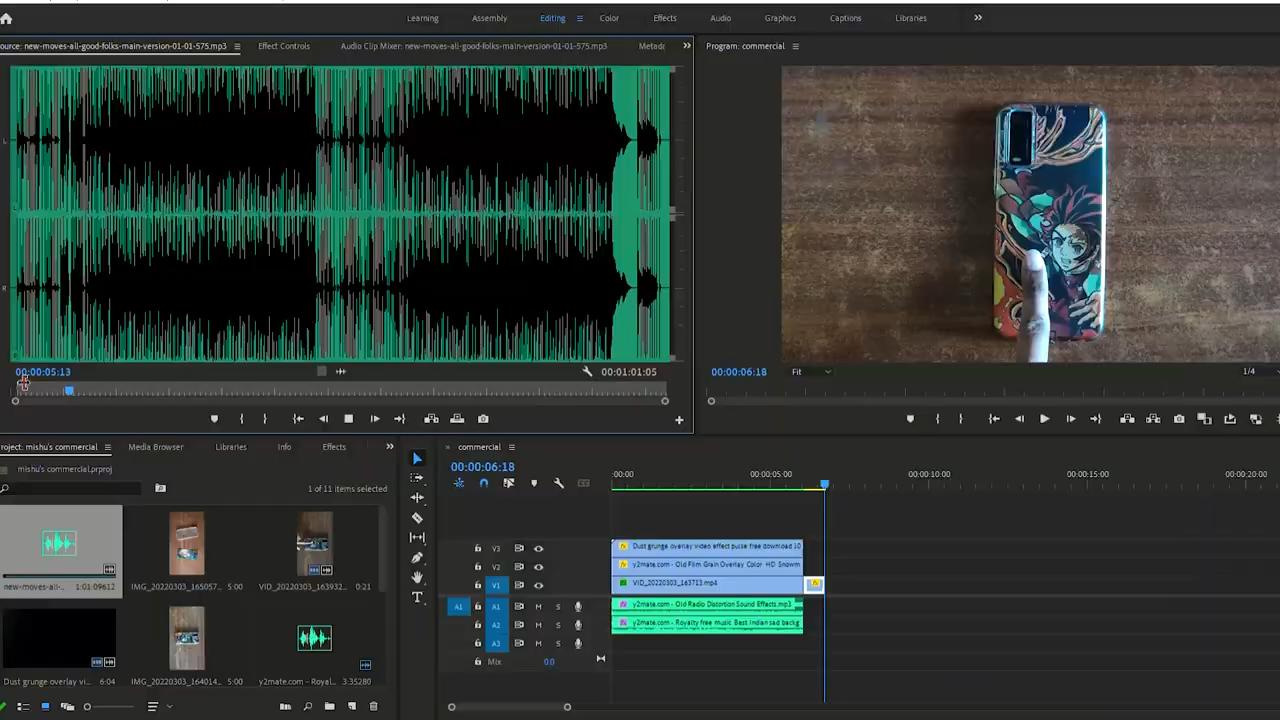 Learning Assembly Editing Color Effects Audio Graphics Captions Libraries
ource: new-moves-all-good-folks-main-version-01-01-575.mp3 Effect Controls Audio Clip Mixer: new-moves-all-good-folks-main-version-01-01-575.mp3 Metada
Program: commercial
L
R
00:00:05:13 00:01:01:05
00:00:06:18 Fit 1/4
roject: mishu's commercial Media Browser Libraries Info Effects
mishu's commercial.prproj
1 of 11 items selected
new-moves-all-... 1:01:09612 IMG_20220303_165057... 5:00 VID_20220303_163932... 0:21
Dust grunge overlay vi... 6:04 IMG_20220303_164014... 5:00 y2mate.com - Royal... 3:35280
commercial
00:00:06:18
:00:00 00:00:05:00 00:00:10:00 00:00:15:00 00:00:20:00
V3 Dust grunge overlay video effect pulse free download 10
V2 y2mate.com - Old Film Grain Overlay Color HD Snowm
V1 V1 VID_20220303_163713.mp4
A1 A1 M S y2mate.com - Old Radio Distortion Sound Effects.mp3
A2 M S y2mate.com - Royalty free music Best Indian sad backg
A3 M S
Mix 0.0